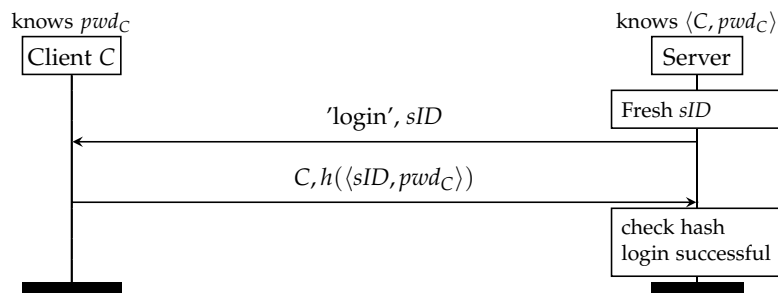 knows pwd_C
knows ⟨C, pwd_C⟩
Client C
Server
Fresh sID
'login', sID
C, h(⟨sID, pwd_C⟩)
check hash
login successful